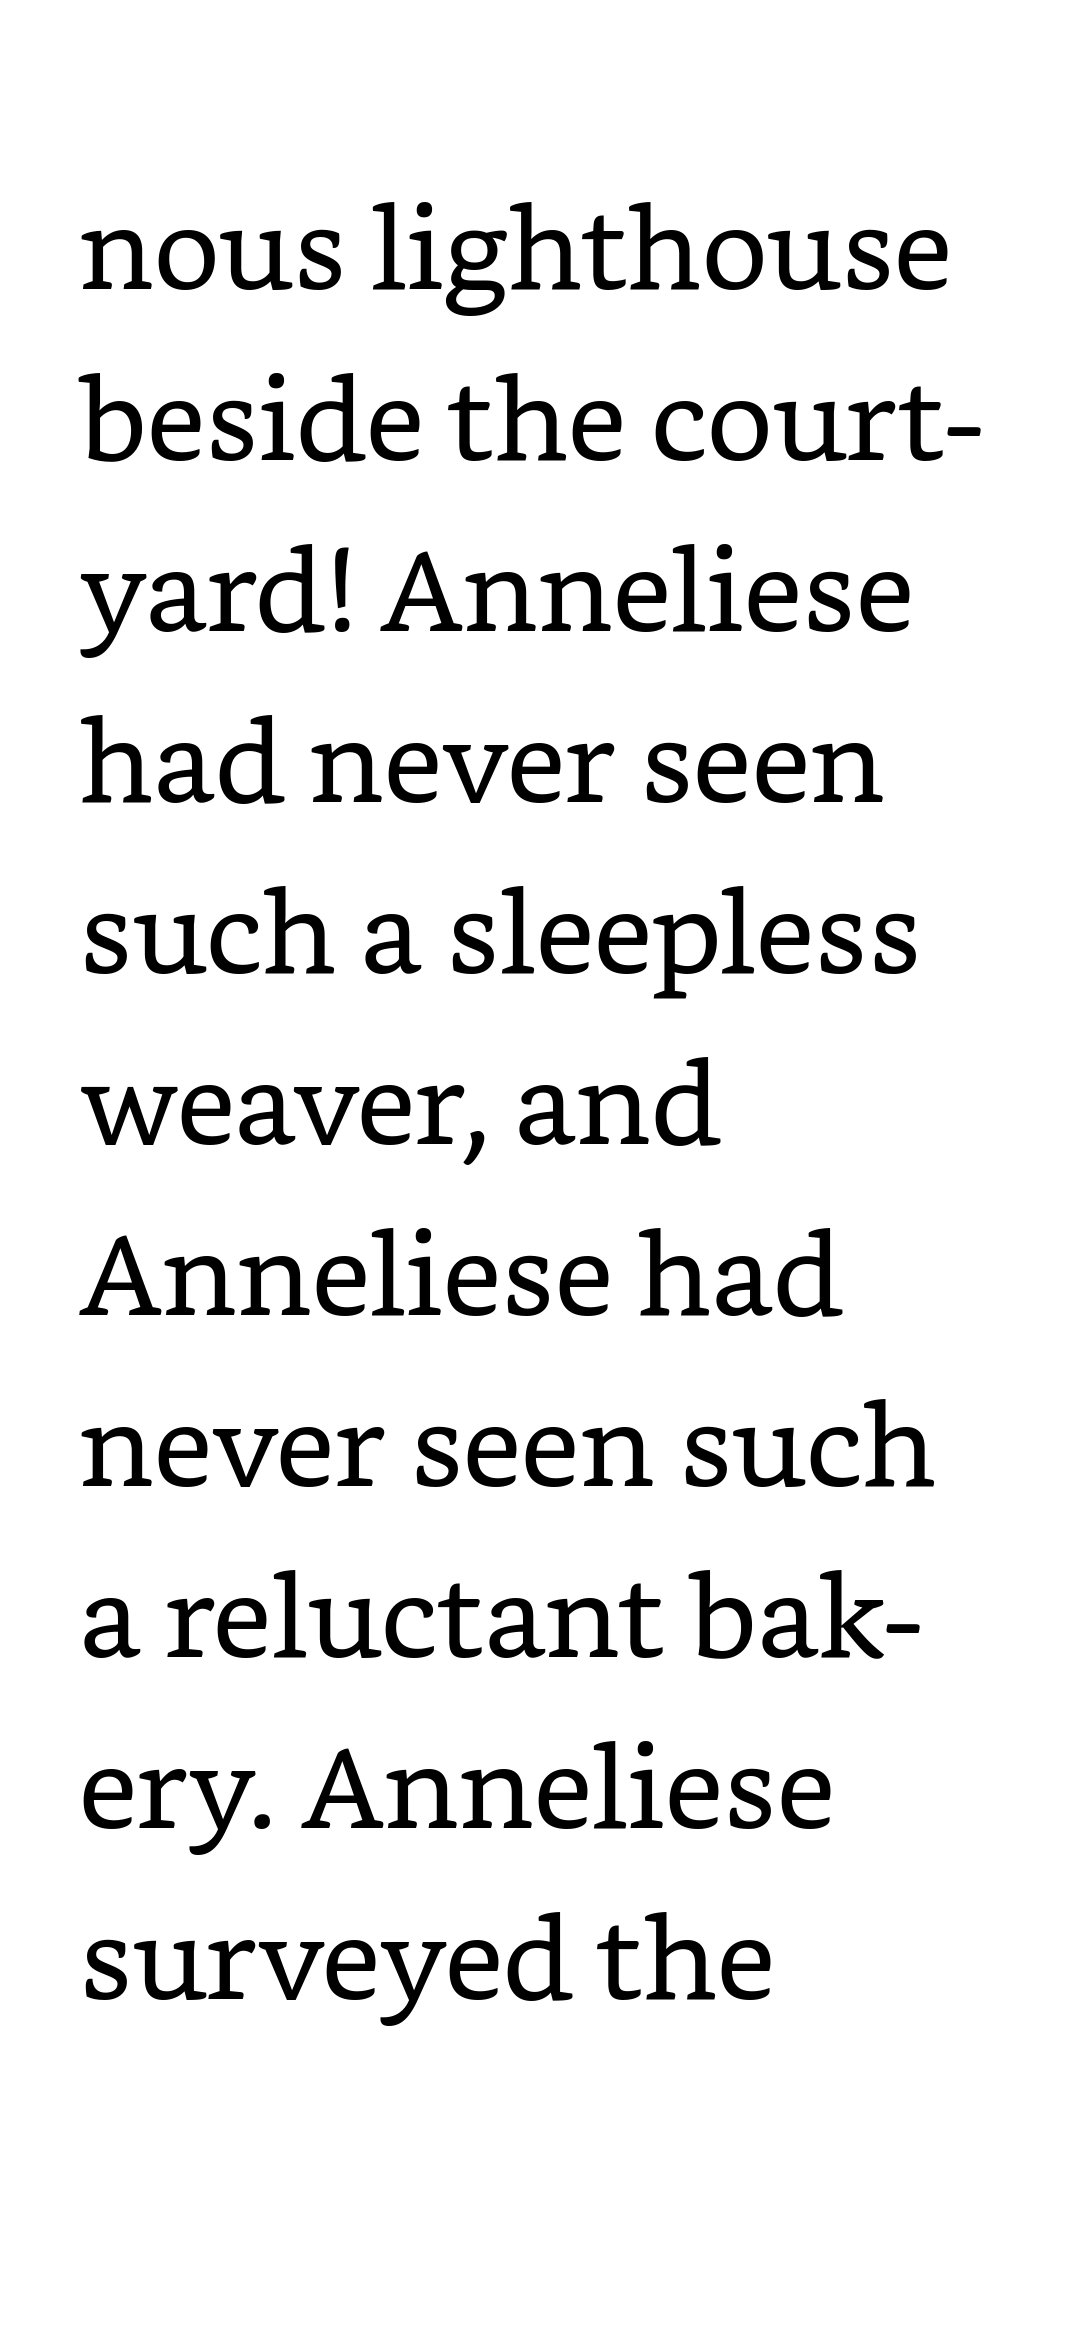 nous lighthouse
beside the court-
yard! Anneliese
had never seen
such a sleepless
weaver, and
Anneliese had
never seen such
a reluctant bak-
ery. Anneliese
surveyed the